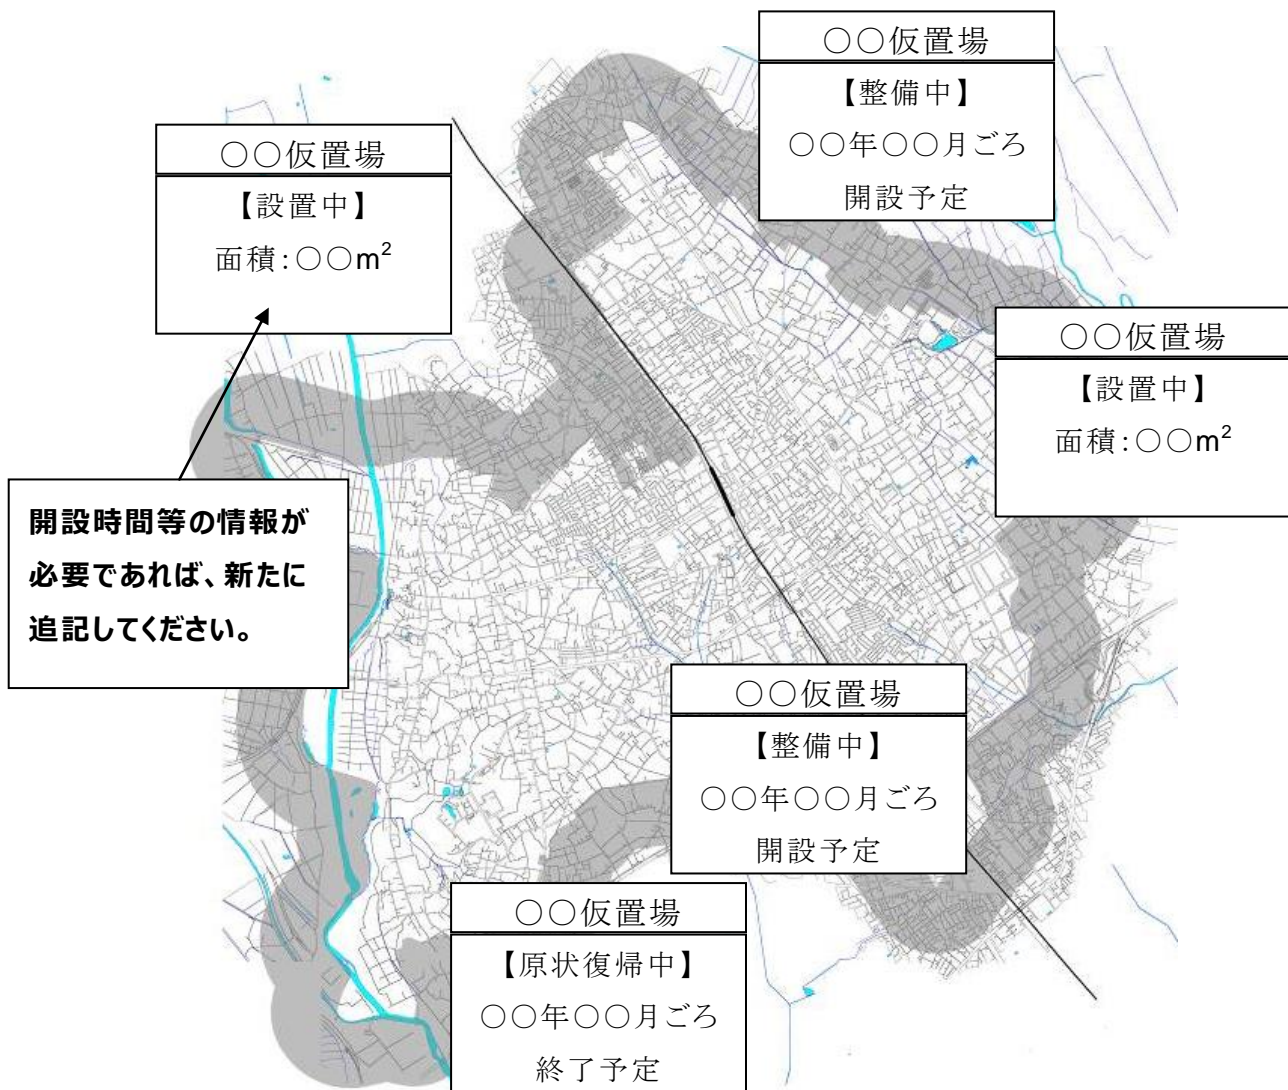 ○○仮置場
【整備中】
○○年○○月ごろ
開設予定
○○仮置場
【設置中】
面積:○○m²
○○仮置場
【設置中】
面積:○○m²
開設時間等の情報が
必要であれば、新たに
追記してください。
○○仮置場
【整備中】
○○年○○月ごろ
開設予定
○○仮置場
【原状復帰中】
○○年○○月ごろ
終了予定